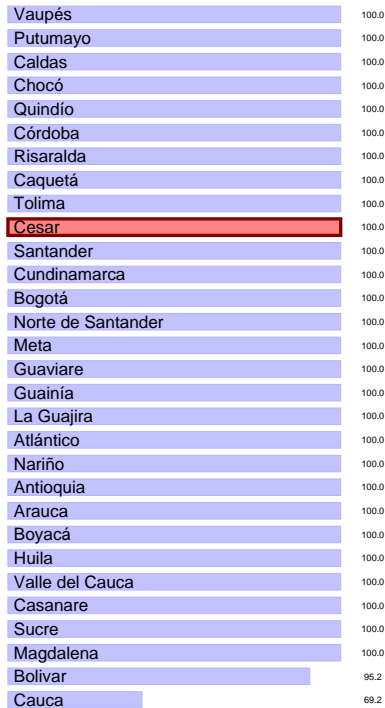 Vaupés 100.0
Putumayo 100.0
Caldas 100.0
Chocó 100.0
Quindío 100.0
Córdoba 100.0
Risaralda 100.0
Caquetá 100.0
Tolima 100.0
Cesar 100.0
Santander 100.0
Cundinamarca 100.0
Bogotá 100.0
Norte de Santander 100.0
Meta 100.0
Guaviare 100.0
Guainía 100.0
La Guajira 100.0
Atlántico 100.0
Nariño 100.0
Antioquia 100.0
Arauca 100.0
Boyacá 100.0
Huila 100.0
Valle del Cauca 100.0
Casanare 100.0
Sucre 100.0
Magdalena 100.0
Bolivar 95.2
Cauca 69.2